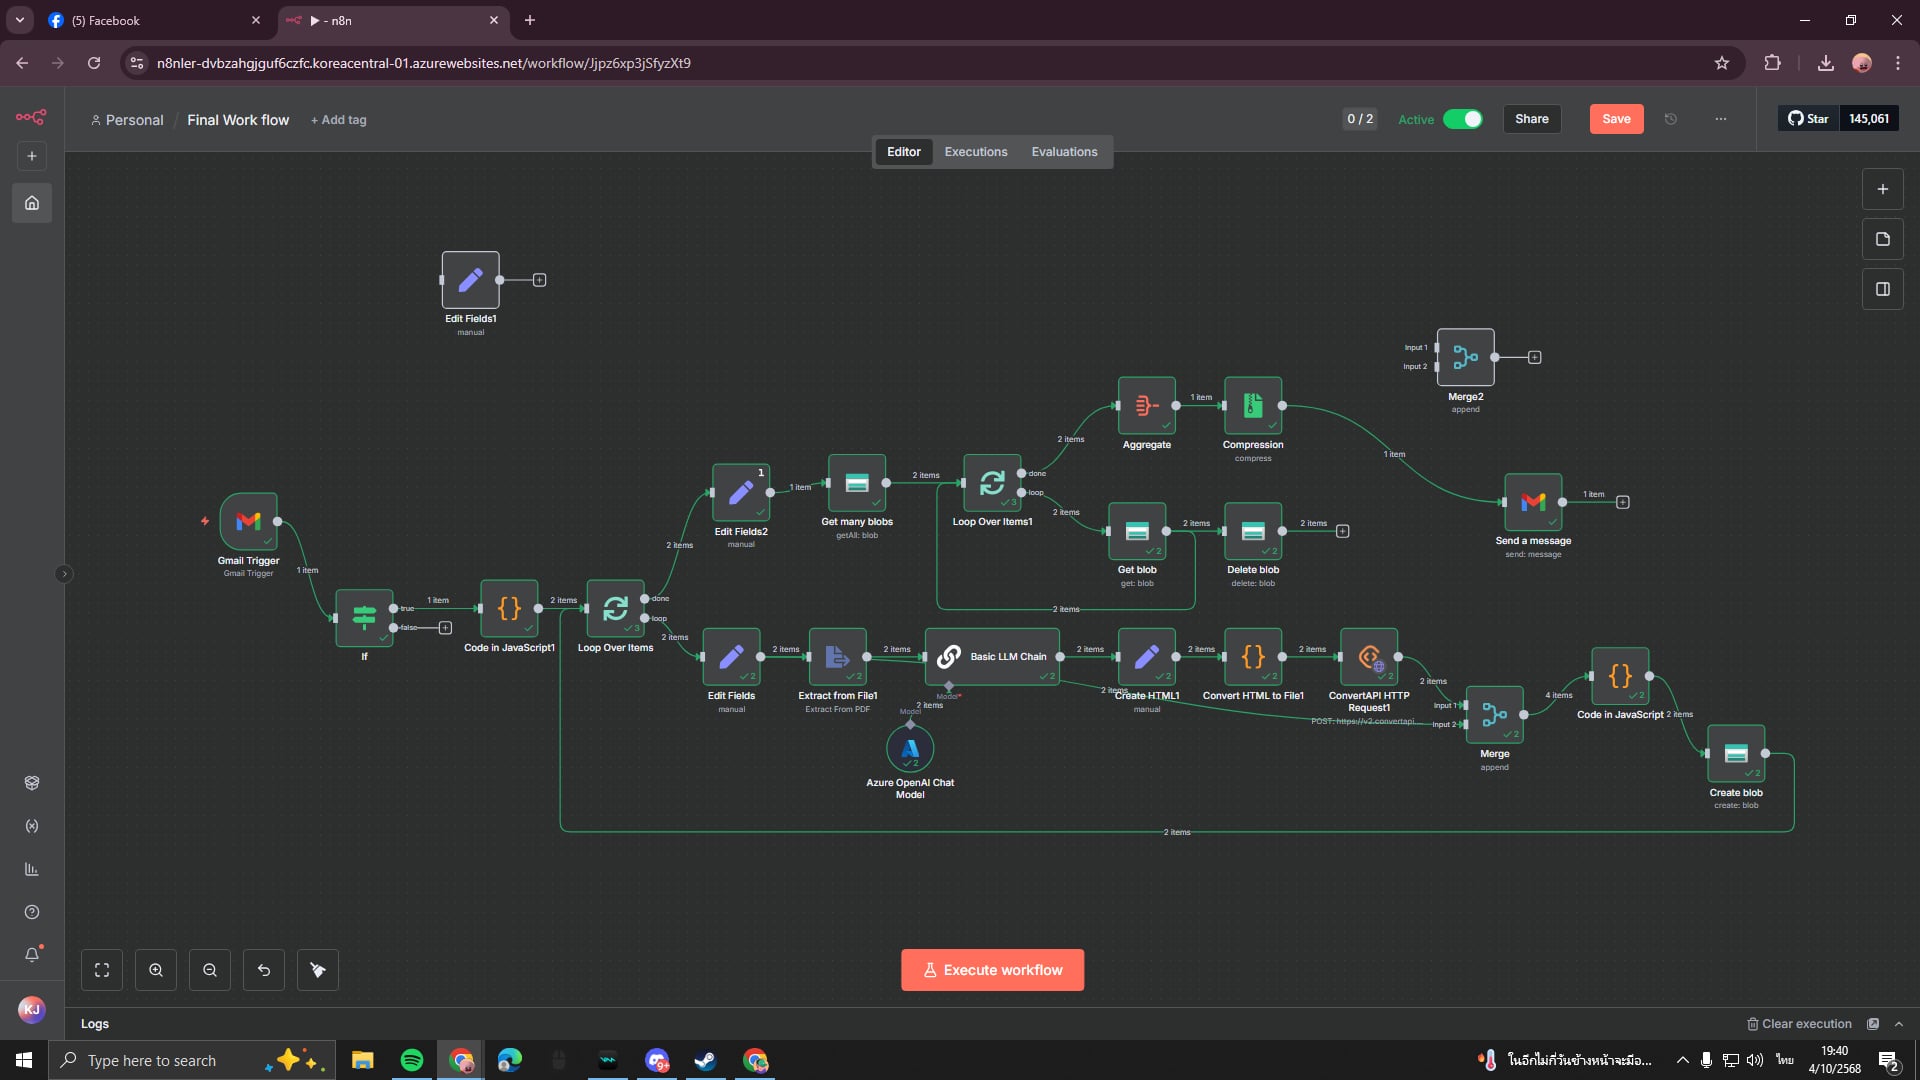 (5) Facebook
▶ - n8n
n8nler-dvbzahgjguf6czfc.koreacentral-01.azurewebsites.net/workflow/Jjpz6xp3jSfyzXt9
Personal / Final Work flow + Add tag
0 / 2 Active Share Save ... Star 145,061
Editor Executions Evaluations
Edit Fields1
manual
Input 1
Input 2
Merge2
append
1 item
2 items
Aggregate
Compression
compress
1 item
1
1 item
2 items
done
loop
2 items
Edit Fields2
manual
Get many blobs
getAll: blob
Loop Over Items1
2 items
2 items
1 item
Send a message
send: message
Gmail Trigger
Gmail Trigger
1 item
2 items
Get blob
get: blob
Delete blob
delete: blob
true
false
1 item
2 items
done
loop
2 items
2 items
If
Code in JavaScript1
Loop Over Items
2 items
2 items
Basic LLM Chain
2 items
2 items
2 items
2 items
Edit Fields
manual
Extract from File1
Extract From PDF
Model*
2 items
Model
2 items
Create HTML1
manual
Convert HTML to File1
ConvertAPI HTTP Request1
POST: https://v2.convertapi....
Input 1
Input 2
4 items
Code in JavaScript
2 items
Merge
append
Azure OpenAI Chat Model
Create blob
create: blob
2 items
Execute workflow
KJ
Logs
Clear execution
Type here to search
9+
ในอีกไม่กี่วันข้างหน้าจะมีอ...
ไทย
19:40
4/10/2568
2